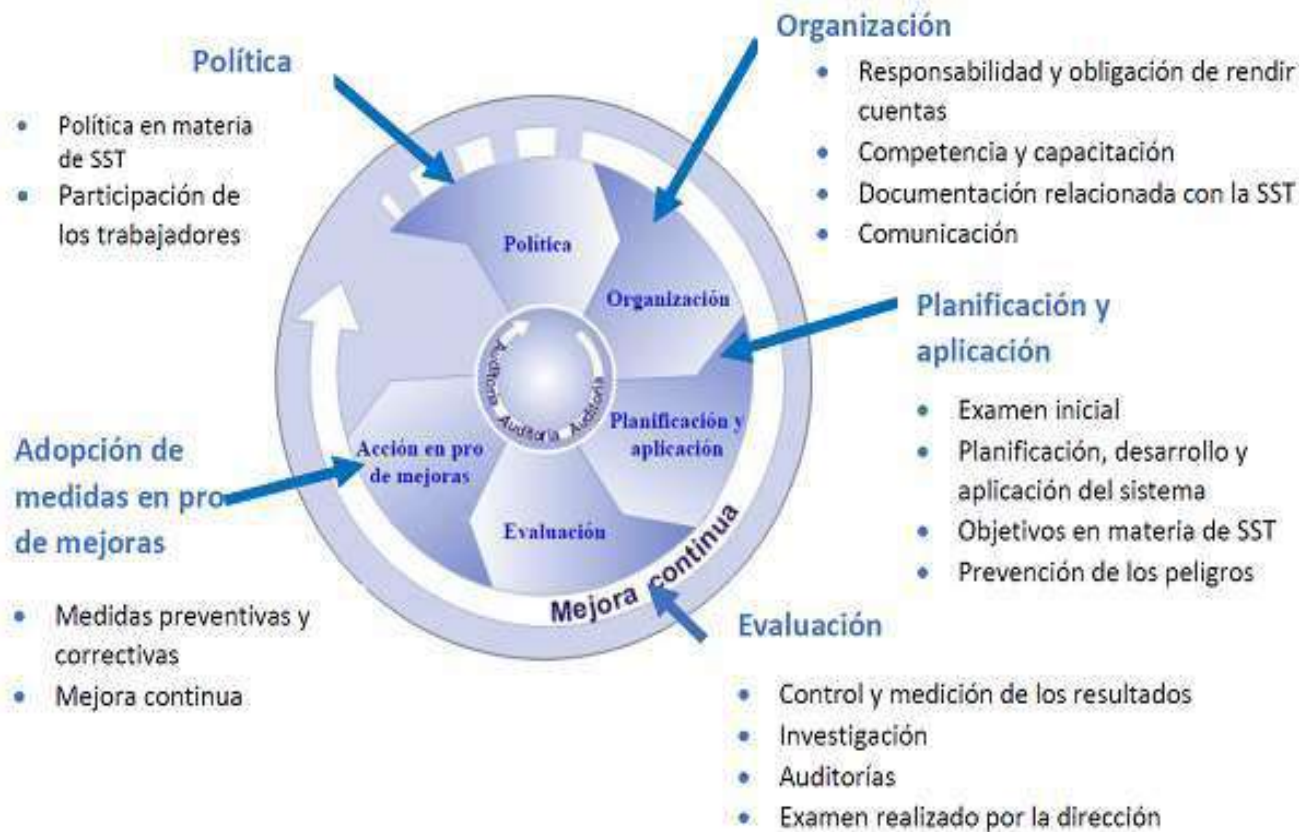 Política
• Política en materia
de SST
• Participación de
los trabajadores
Organización
• Responsabilidad y obligación de rendir
cuentas
• Competencia y capacitación
• Documentación relacionada con la SST
• Comunicación
Planificación y
aplicación
• Examen inicial
• Planificación, desarrollo y
aplicación del sistema
• Objetivos en materia de SST
• Prevención de los peligros
Evaluación
• Control y medición de los resultados
• Investigación
• Auditorías
• Examen realizado por la dirección
Adopción de
medidas en pro
de mejoras
• Medidas preventivas y
correctivas
• Mejora continua
Política
Organización
Planificación y
aplicación
Evaluación
Acción en pro
de mejoras
Auditoría Auditoría Auditoría
Mejora continua